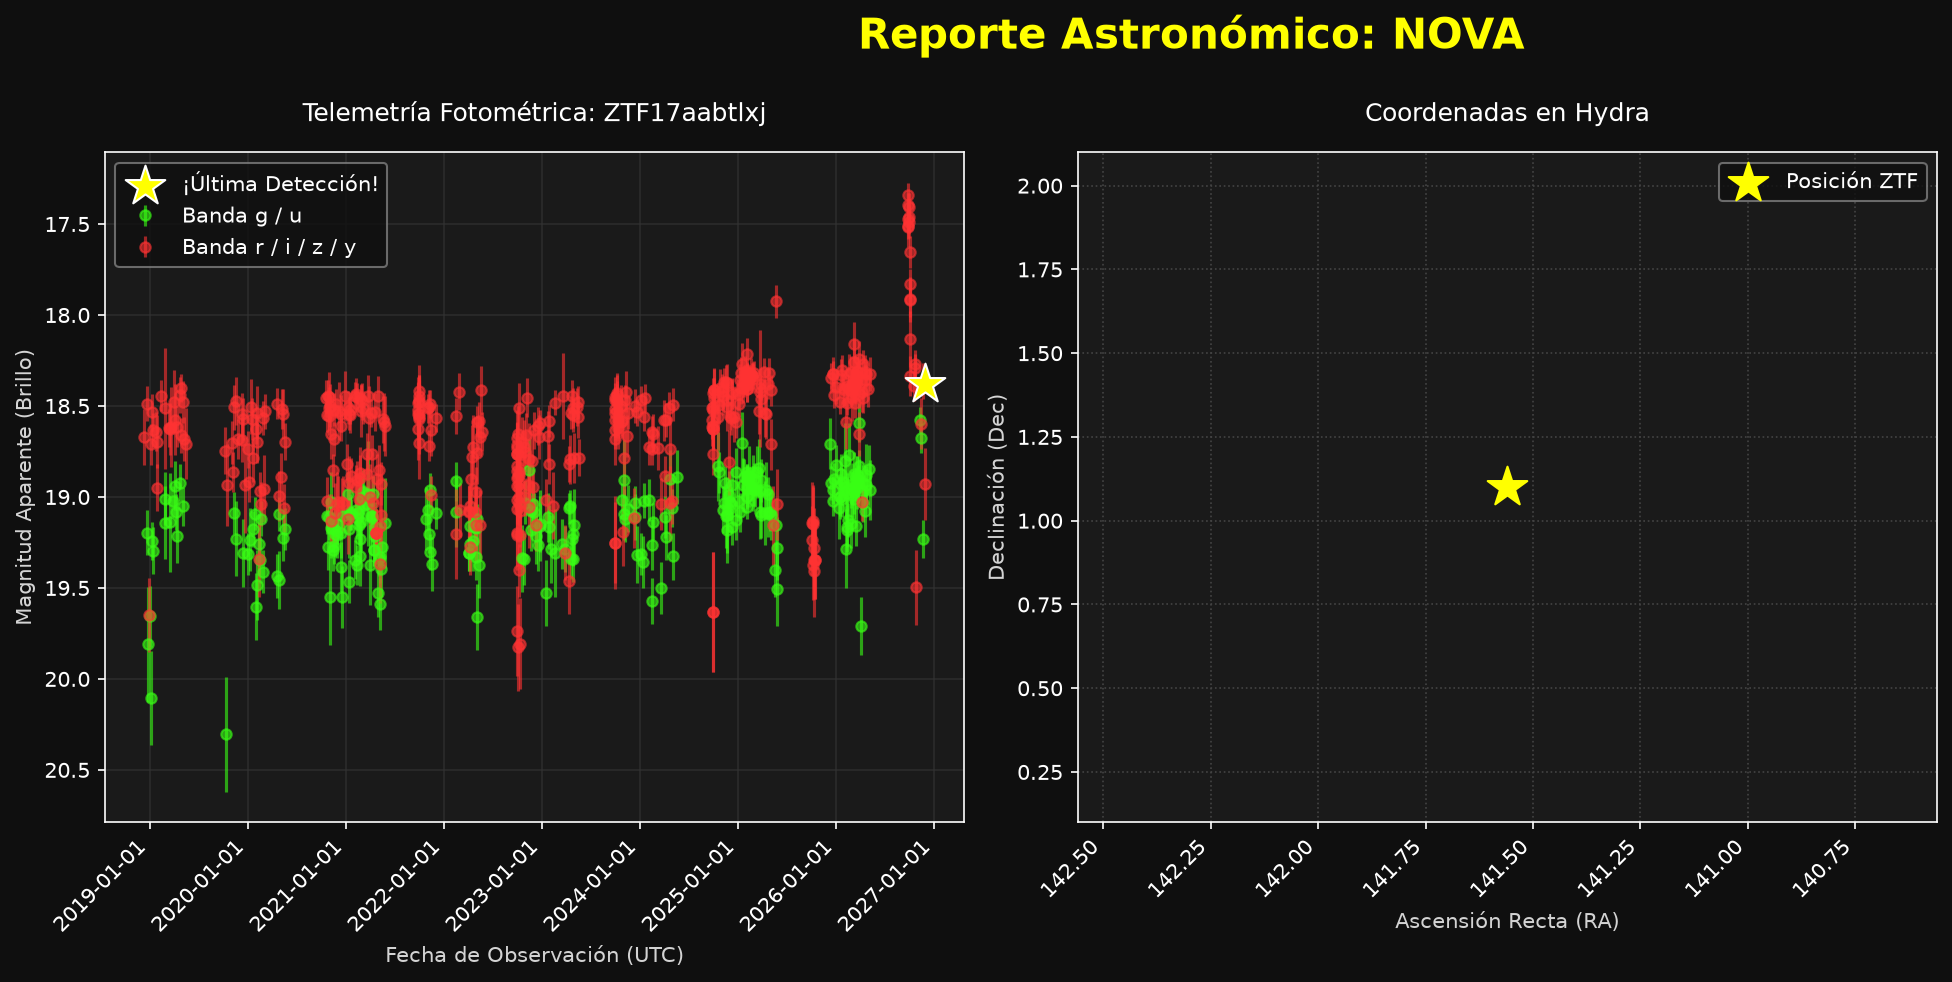 Reporte Astronómico: NOVA
Telemetría Fotométrica: ZTF17aabtlxj
¡Última Detección!
Banda g / u
Banda r / i / z / y
Magnitud Aparente (Brillo)
17.5
18.0
18.5
19.0
19.5
20.0
20.5
2019-01-01
2020-01-01
2021-01-01
2022-01-01
2023-01-01
2024-01-01
2025-01-01
2026-01-01
2027-01-01
Fecha de Observación (UTC)
Coordenadas en Hydra
Posición ZTF
Declinación (Dec)
2.00
1.75
1.50
1.25
1.00
0.75
0.50
0.25
142.50
142.25
142.00
141.75
141.50
141.25
141.00
140.75
Ascensión Recta (RA)